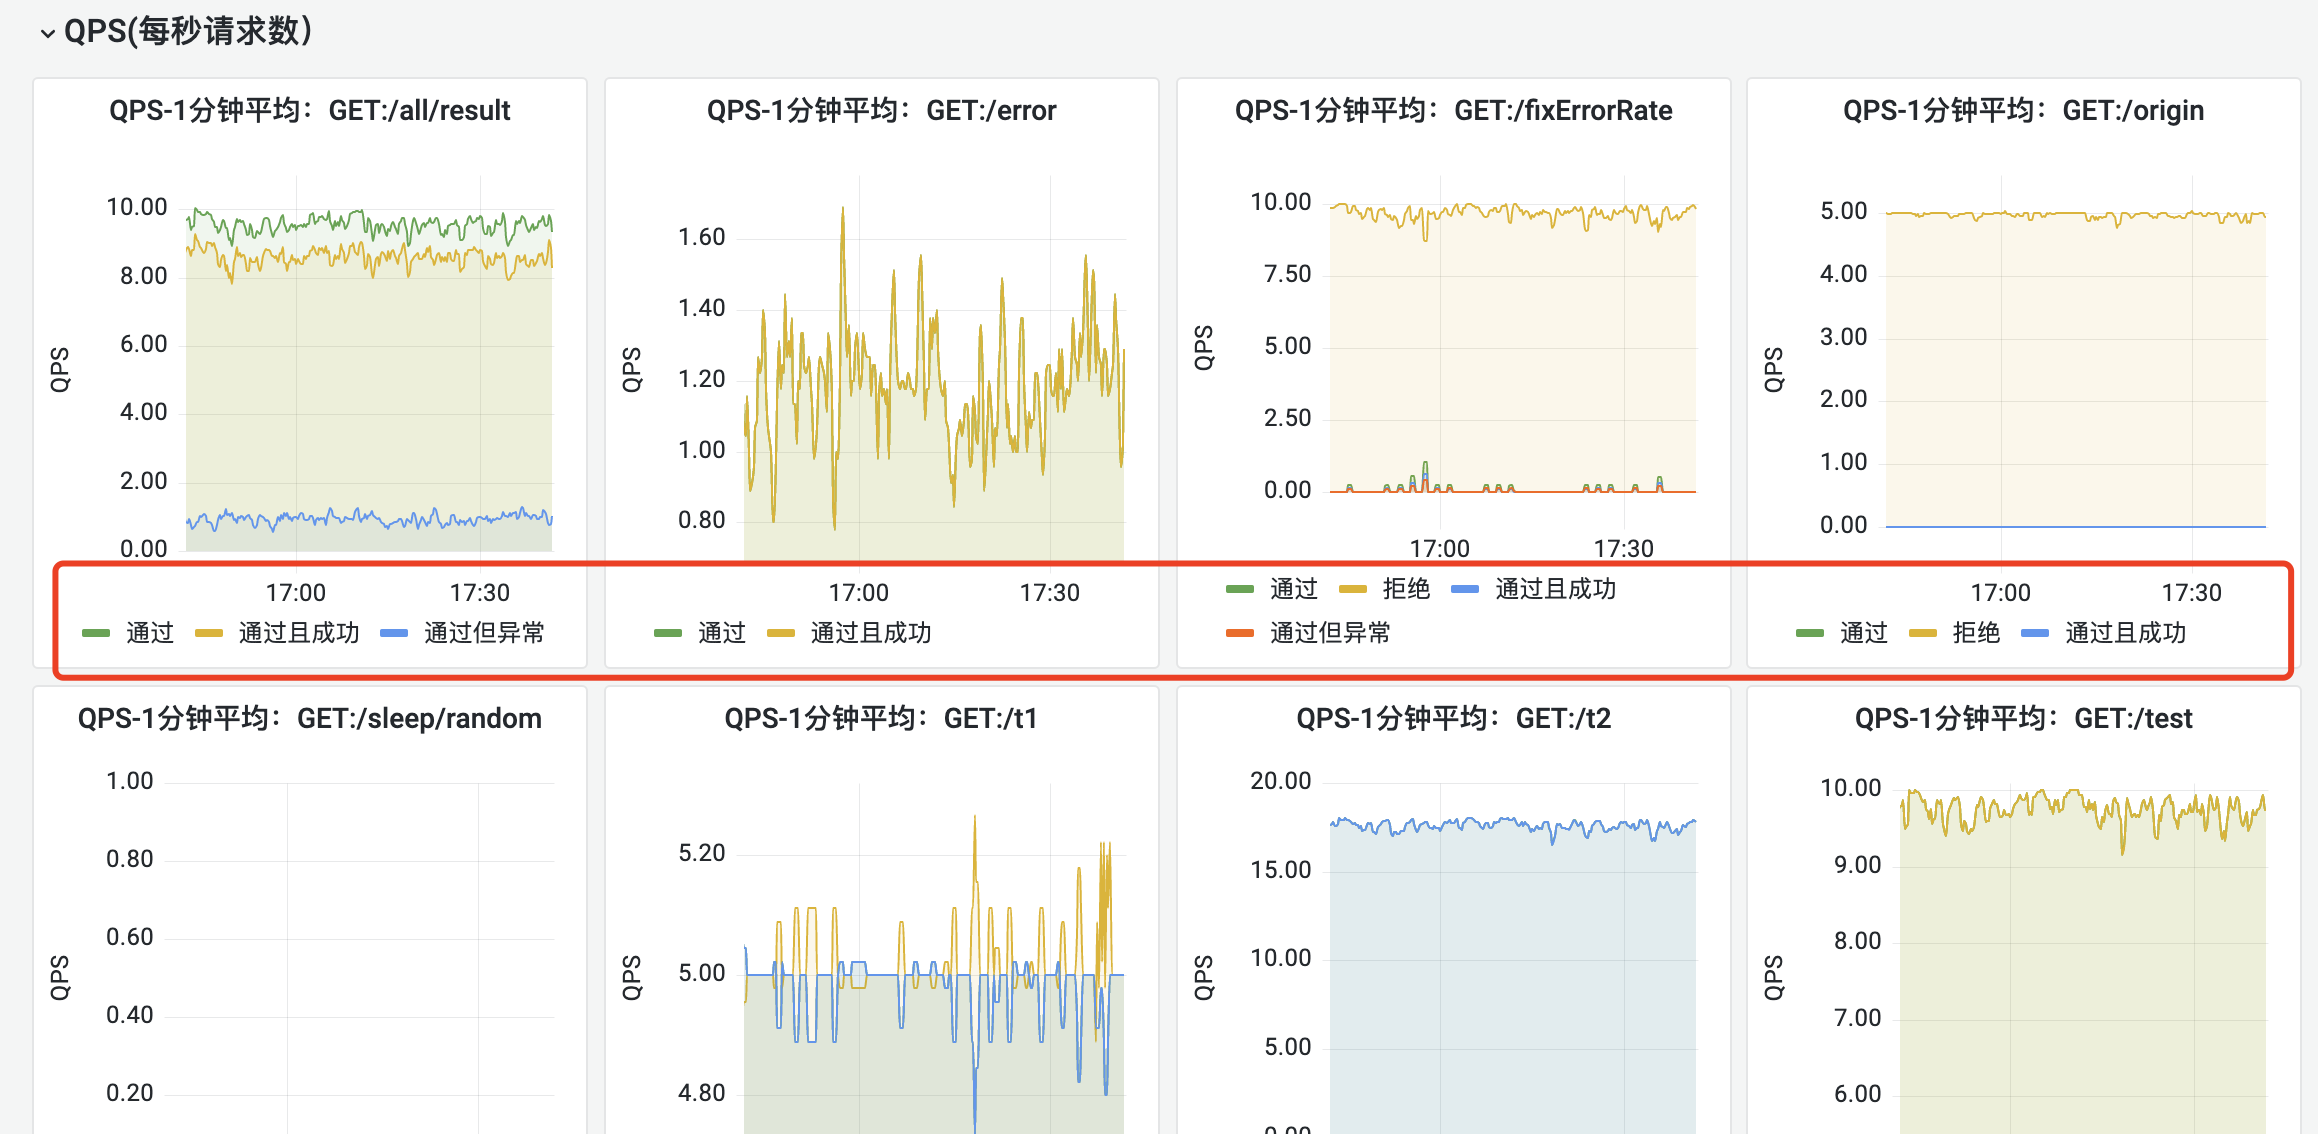 QPS(每秒请求数)
QPS-1分钟平均：GET:/all/result
QPS
10.00
8.00
6.00
4.00
2.00
0.00
17:00 17:30
通过 通过且成功 通过但异常
QPS-1分钟平均：GET:/error
QPS
1.60
1.40
1.20
1.00
0.80
17:00 17:30
通过 通过且成功
QPS-1分钟平均：GET:/fixErrorRate
QPS
10.00
7.50
5.00
2.50
0.00
17:00 17:30
通过 拒绝 通过且成功
通过但异常
QPS-1分钟平均：GET:/origin
QPS
5.00
4.00
3.00
2.00
1.00
0.00
17:00 17:30
通过 拒绝 通过且成功
QPS-1分钟平均：GET:/sleep/random
QPS
1.00
0.80
0.60
0.40
0.20
QPS-1分钟平均：GET:/t1
QPS
5.20
5.00
4.80
QPS-1分钟平均：GET:/t2
QPS
20.00
15.00
10.00
5.00
0.00
QPS-1分钟平均：GET:/test
QPS
10.00
9.00
8.00
7.00
6.00